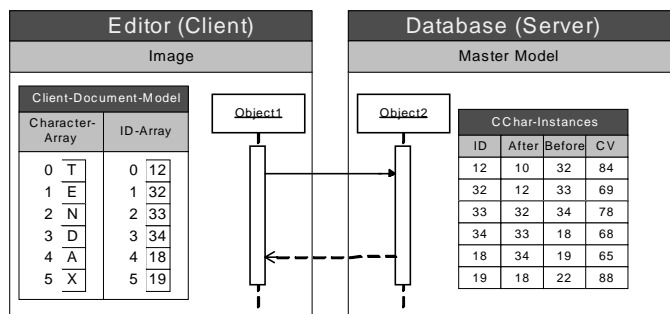 Editor (Client)
Database (Server)
Image
Master Model
Client-Document-Model
Character-Array
ID-Array
0 T 0 12
1 E 1 32
2 N 2 33
3 D 3 34
4 A 4 18
5 X 5 19
Object1
Object2
CChar-Instances
ID After Before CV
12 10 32 84
32 12 33 69
33 32 34 78
34 33 18 68
18 34 19 65
19 18 22 88